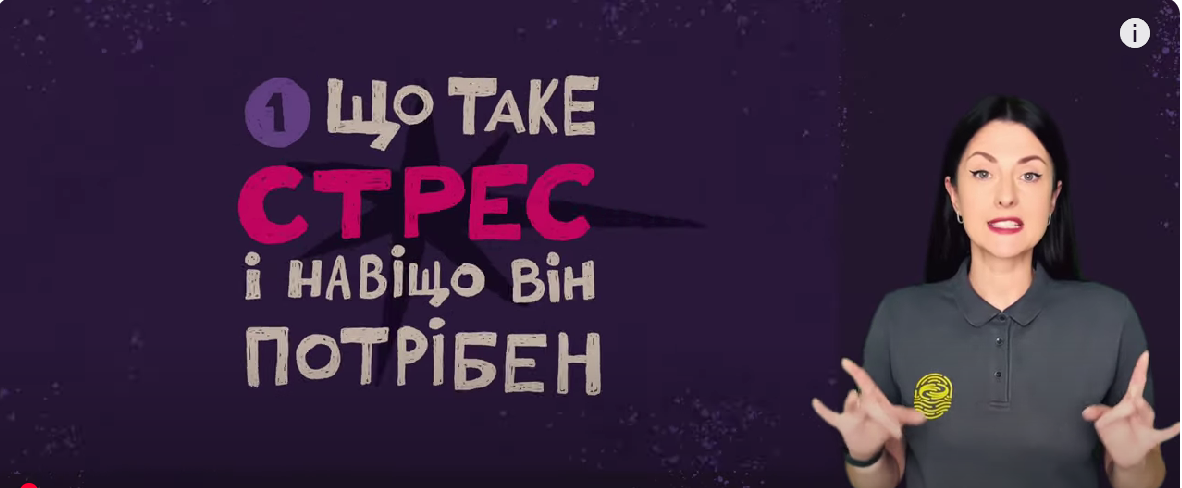 1 ЩО ТАКЕ
СТРЕС
і НАВіЩО ВіН
ПОТРіБЕН
i